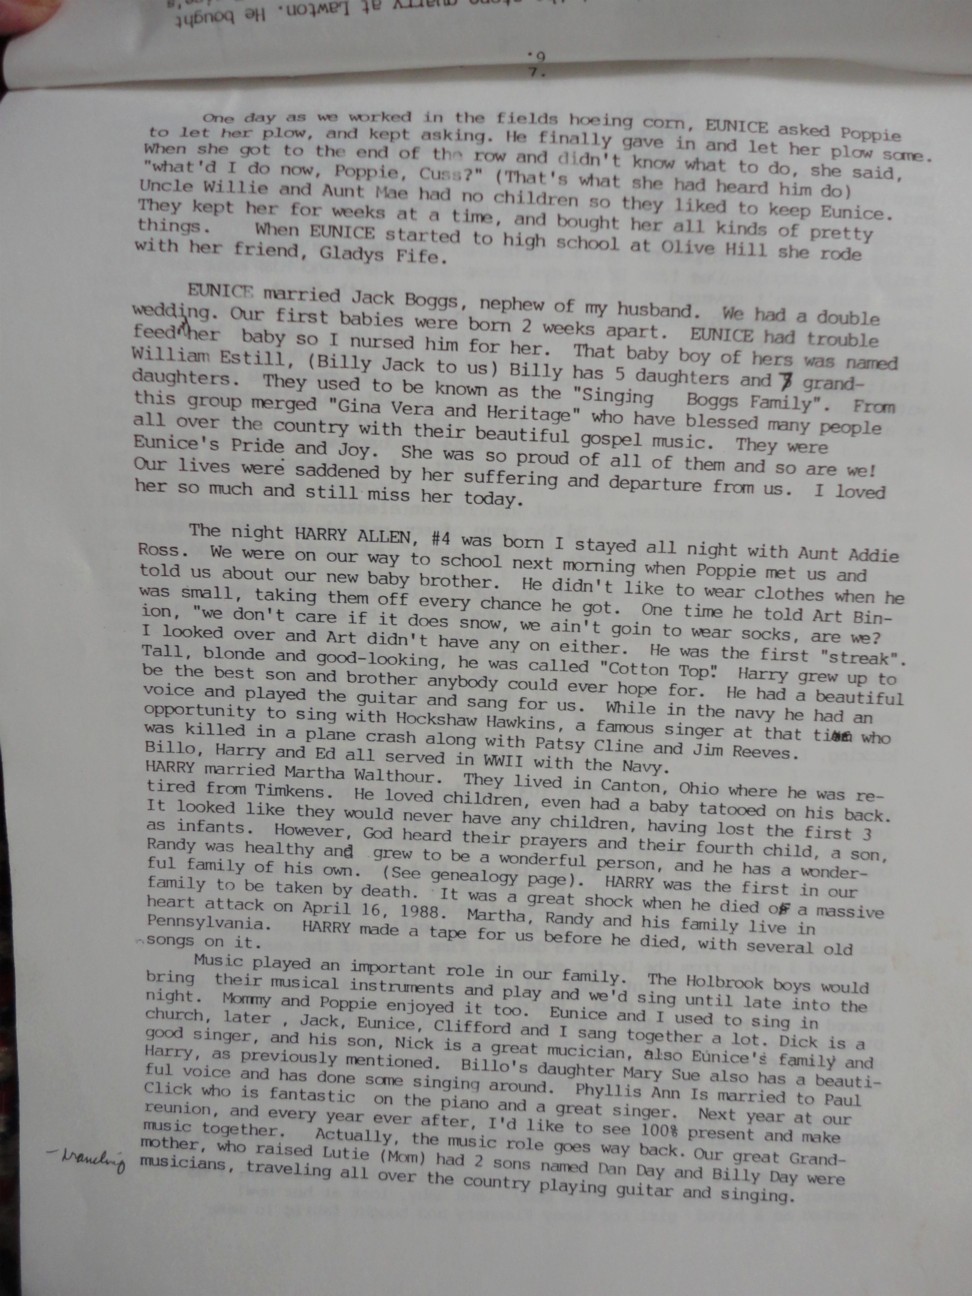 quarry at Lawton. He bought
.9
7.
One day as we worked in the fields hoeing corn, EUNICE asked Poppie
to let her plow, and kept asking. He finally gave in and let her plow some.
When she got to the end of the row and didn't know what to do, she said,
"what'd I do now, Poppie, Cuss?" (That's what she had heard him do)
Uncle Willie and Aunt Mae had no children so they liked to keep Eunice.
They kept her for weeks at a time, and bought her all kinds of pretty
things. When EUNICE started to high school at Olive Hill she rode
with her friend, Gladys Fife.
EUNICE married Jack Boggs, nephew of my husband. We had a double
wedding. Our first babies were born 2 weeks apart. EUNICE had trouble
feed her baby so I nursed him for her. That baby boy of hers was named
William Estill, (Billy Jack to us) Billy has 5 daughters and 7 grand-
daughters. They used to be known as the "Singing Boggs Family". From
this group merged "Gina Vera and Heritage" who have blessed many people
all over the country with their beautiful gospel music. They were
Eunice's Pride and Joy. She was so proud of all of them and so are we!
Our lives were saddened by her suffering and departure from us. I loved
her so much and still miss her today.
The night HARRY ALLEN, #4 was born I stayed all night with Aunt Addie
Ross. We were on our way to school next morning when Poppie met us and
told us about our new baby brother. He didn't like to wear clothes when he
was small, taking them off every chance he got. One time he told Art Bin-
ion, "we don't care if it does snow, we ain't goin to wear socks, are we?
I looked over and Art didn't have any on either. He was the first "streak".
Tall, blonde and good-looking, he was called "Cotton Top". Harry grew up to
be the best son and brother anybody could ever hope for. He had a beautiful
voice and played the guitar and sang for us. While in the navy he had an
opportunity to sing with Hockshaw Hawkins, a famous singer at that time who
was killed in a plane crash along with Patsy Cline and Jim Reeves.
Billo, Harry and Ed all served in WWII with the Navy.
HARRY married Martha Walthour. They lived in Canton, Ohio where he was re-
tired from Timkens. He loved children, even had a baby tatooed on his back.
It looked like they would never have any children, having lost the first 3
as infants. However, God heard their prayers and their fourth child, a son,
Randy was healthy and grew to be a wonderful person, and he has a wonder-
ful family of his own. (See genealogy page). HARRY was the first in our
family to be taken by death. It was a great shock when he died of a massive
heart attack on April 16, 1988. Martha, Randy and his family live in
Pennsylvania. HARRY made a tape for us before he died, with several old
songs on it.
Music played an important role in our family. The Holbrook boys would
bring their musical instruments and play and we'd sing until late into the
night. Mommy and Poppie enjoyed it too. Eunice and I used to sing in
church, later , Jack, Eunice, Clifford and I sang together a lot. Dick is a
good singer, and his son, Nick is a great mucician, also Eunice's family and
Harry, as previously mentioned. Billo's daughter Mary Sue also has a beauti-
ful voice and has done some singing around. Phyllis Ann Is married to Paul
Click who is fantastic on the piano and a great singer. Next year at our
reunion, and every year ever after, I'd like to see 100% present and make
music together. Actually, the music role goes way back. Our great Grand-
mother, who raised Lutie (Mom) had 2 sons named Dan Day and Billy Day were
musicians, traveling all over the country playing guitar and singing.